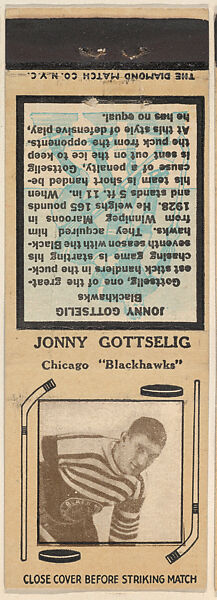 THE DIAMOND MATCH CO. N.Y.C.
JONNY GOTTSELIG
Blackhawks
Gottselig, one of the great-
est stick handlers in the puck-
chasing game is starting his
seventh season with the Black-
hawks. They acquired him
from Winnipeg Maroons in
1928. He weighs 165 pounds
and stands 5 ft. 11 in. When
his team is short handed be-
cause of a penalty, Gottselig
is sent out on the ice to keep
the puck from the opponents.
At this style of defensive play,
he has no equal.
JONNY GOTTSELIG
Chicago "Blackhawks"
CLOSE COVER BEFORE STRIKING MATCH